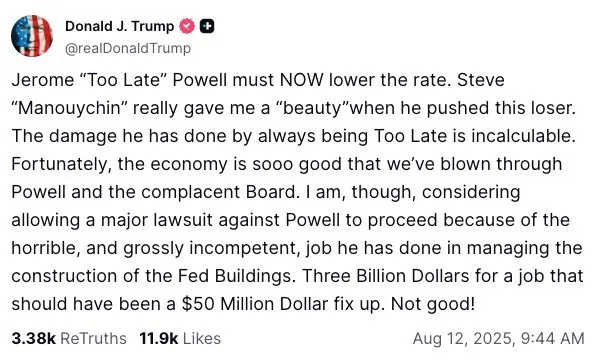 Donald J. Trump
@realDonaldTrump
Jerome “Too Late” Powell must NOW lower the rate. Steve
“Manouychin” really gave me a “beauty”when he pushed this loser.
The damage he has done by always being Too Late is incalculable.
Fortunately, the economy is sooo good that we’ve blown through
Powell and the complacent Board. I am, though, considering
allowing a major lawsuit against Powell to proceed because of the
horrible, and grossly incompetent, job he has done in managing the
construction of the Fed Buildings. Three Billion Dollars for a job that
should have been a $50 Million Dollar fix up. Not good!
3.38k ReTruths 11.9k Likes Aug 12, 2025, 9:44 AM